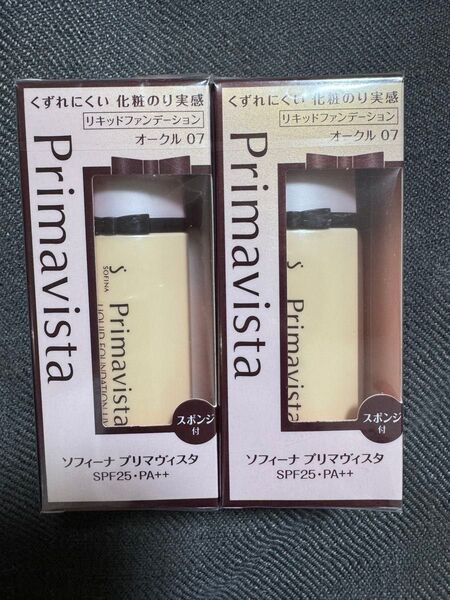 くずれにくい 化粧のり実感
リキッドファンデーション
オークル 07
Primavista
S
SOFINA
Primavista
LIQUID FOUNDATION UV
スポンジ
付
ソフィーナ プリマヴィスタ
SPF25・PA++
くずれにくい 化粧のり実感
リキッドファンデーション
オークル 07
Primavista
S
SOFINA
Primavista
スポンジ
付
ソフィーナ プリマヴィスタ
SPF25・PA++